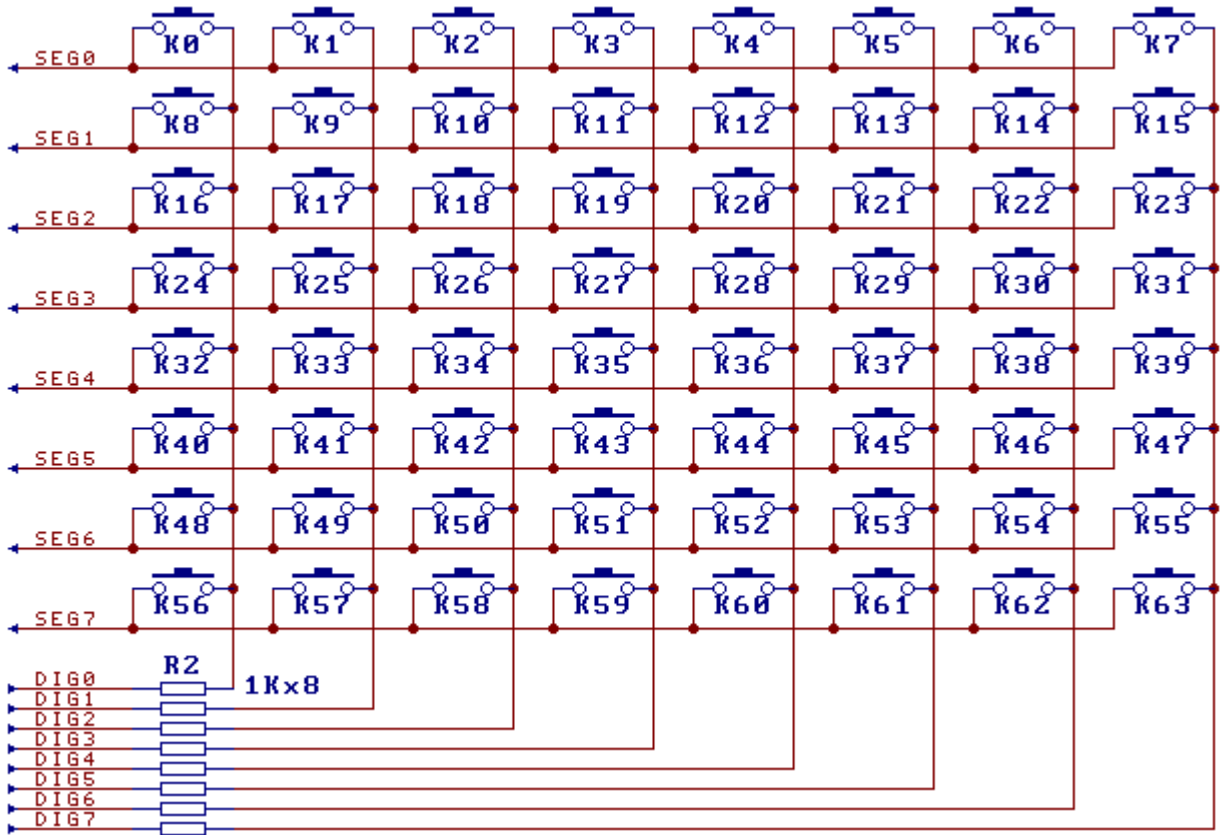 K0 K1 K2 K3 K4 K5 K6 K7
SEG0
K8 K9 K10 K11 K12 K13 K14 K15
SEG1
K16 K17 K18 K19 K20 K21 K22 K23
SEG2
K24 K25 K26 K27 K28 K29 K30 K31
SEG3
K32 K33 K34 K35 K36 K37 K38 K39
SEG4
K40 K41 K42 K43 K44 K45 K46 K47
SEG5
K48 K49 K50 K51 K52 K53 K54 K55
SEG6
K56 K57 K58 K59 K60 K61 K62 K63
SEG7
R2
DIG0 1Kx8
DIG1
DIG2
DIG3
DIG4
DIG5
DIG6
DIG7